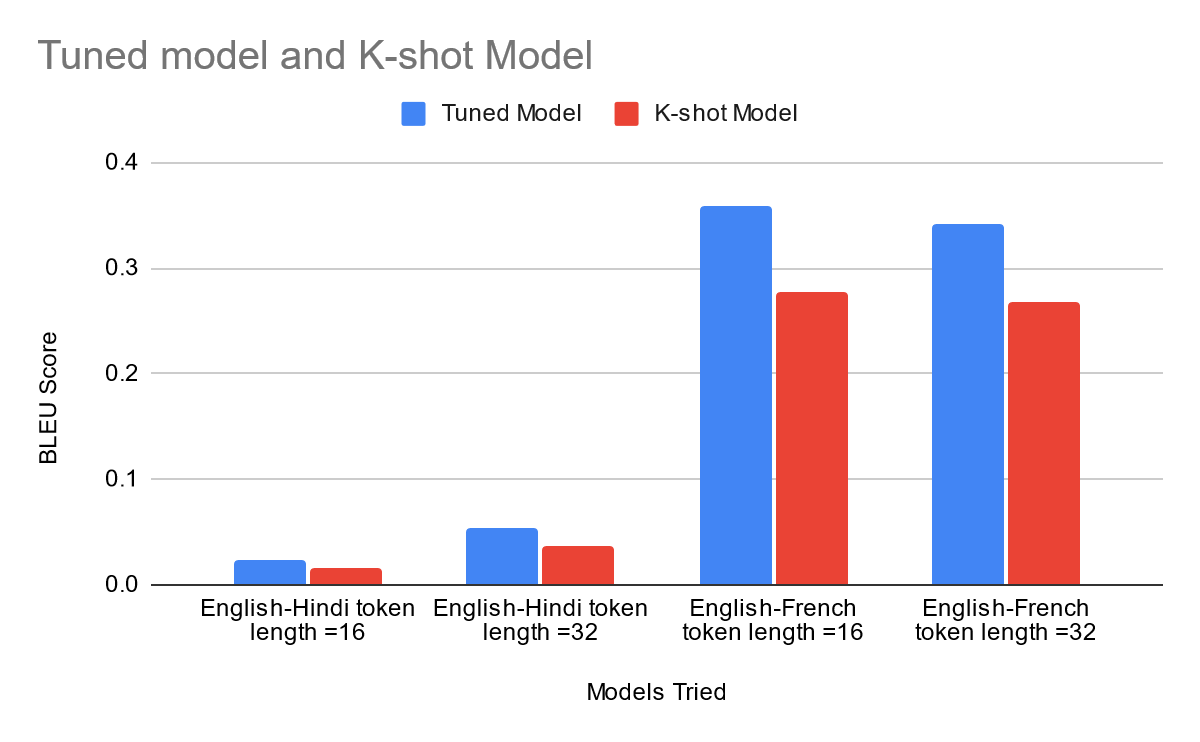 Tuned model and K-shot Model
Tuned Model
K-shot Model
0.4
0.3
0.2
0.1
0.0
BLEU Score
English-Hindi token
length =16
English-Hindi token
length =32
English-French
token length =16
English-French
token length =32
Models Tried